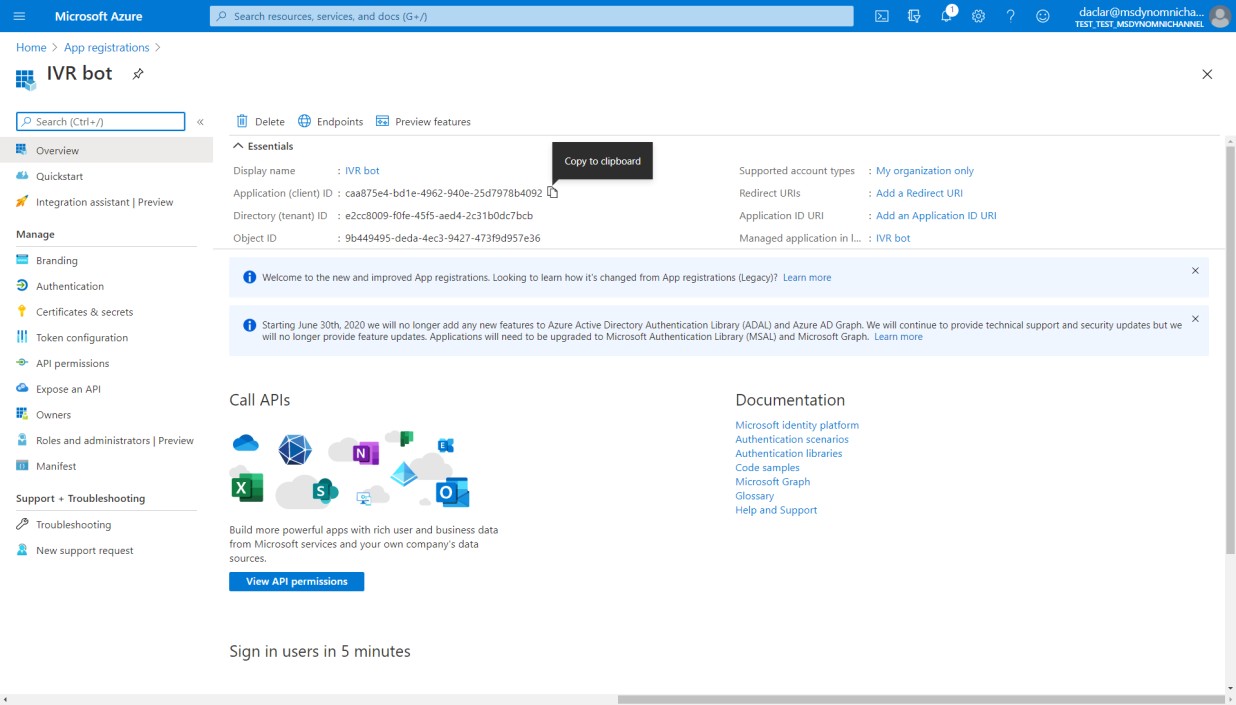 Microsoft Azure
Search resources, services, and docs (G+/)
1
daclar@msdynomnicha...
TEST_TEST_MSDYNOMNICHANNEL
Home > App registrations >
IVR bot
Search (Ctrl+/)
«
Delete
Endpoints
Preview features
Overview
Quickstart
Integration assistant | Preview
Manage
Branding
Authentication
Certificates & secrets
Token configuration
API permissions
Expose an API
Owners
Roles and administrators | Preview
Manifest
Support + Troubleshooting
Troubleshooting
New support request
Essentials
Copy to clipboard
Display name : IVR bot
Application (client) ID : caa875e4-bd1e-4962-940e-25d7978b4092
Directory (tenant) ID : e2cc8009-f0fe-45f5-aed4-2c31b0dc7bcb
Object ID : 9b449495-deda-4ec3-9427-473f9d957e36
Supported account types : My organization only
Redirect URIs : Add a Redirect URI
Application ID URI : Add an Application ID URI
Managed application in l... : IVR bot
Welcome to the new and improved App registrations. Looking to learn how it's changed from App registrations (Legacy)? Learn more
Starting June 30th, 2020 we will no longer add any new features to Azure Active Directory Authentication Library (ADAL) and Azure AD Graph. We will continue to provide technical support and security updates but we
will no longer provide feature updates. Applications will need to be upgraded to Microsoft Authentication Library (MSAL) and Microsoft Graph. Learn more
Call APIs
N
E
X
S
O
Build more powerful apps with rich user and business data
from Microsoft services and your own company's data
sources.
View API permissions
Documentation
Microsoft identity platform
Authentication scenarios
Authentication libraries
Code samples
Microsoft Graph
Glossary
Help and Support
Sign in users in 5 minutes